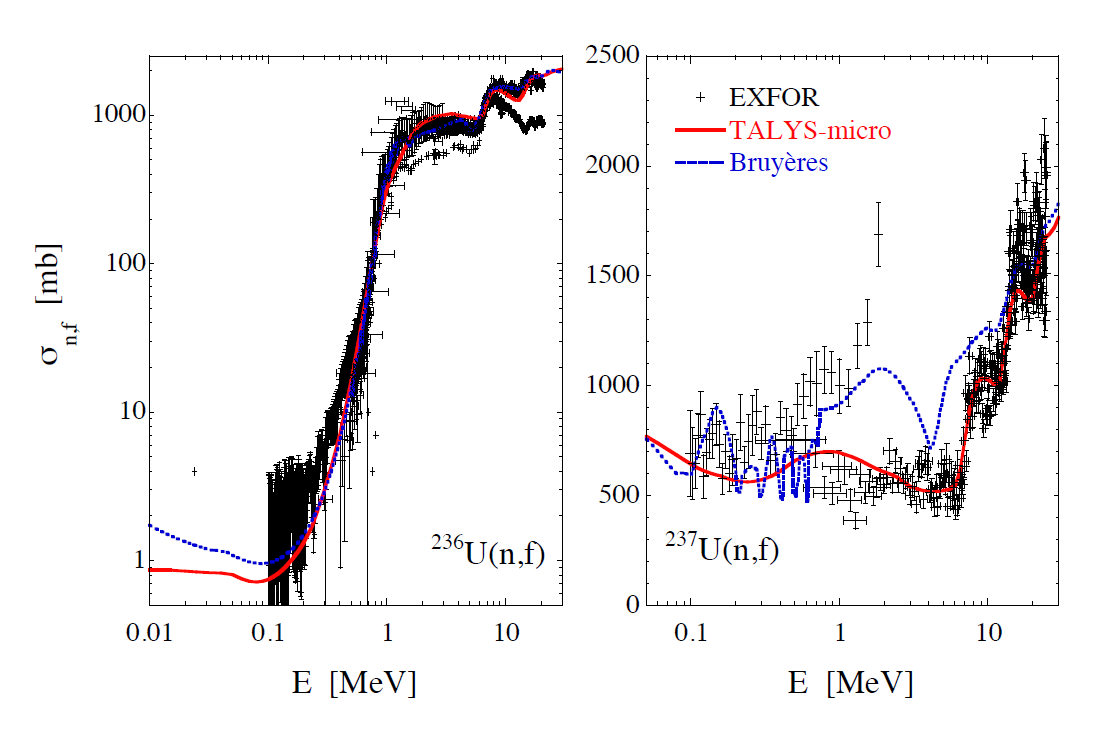 σn,f [mb]
1000
100
10
1
0.01 0.1 1 10
E [MeV]
236U(n,f)
2500
2000
1500
1000
500
0
0.1 1 10
E [MeV]
EXFOR
TALYS-micro
Bruyères
237U(n,f)